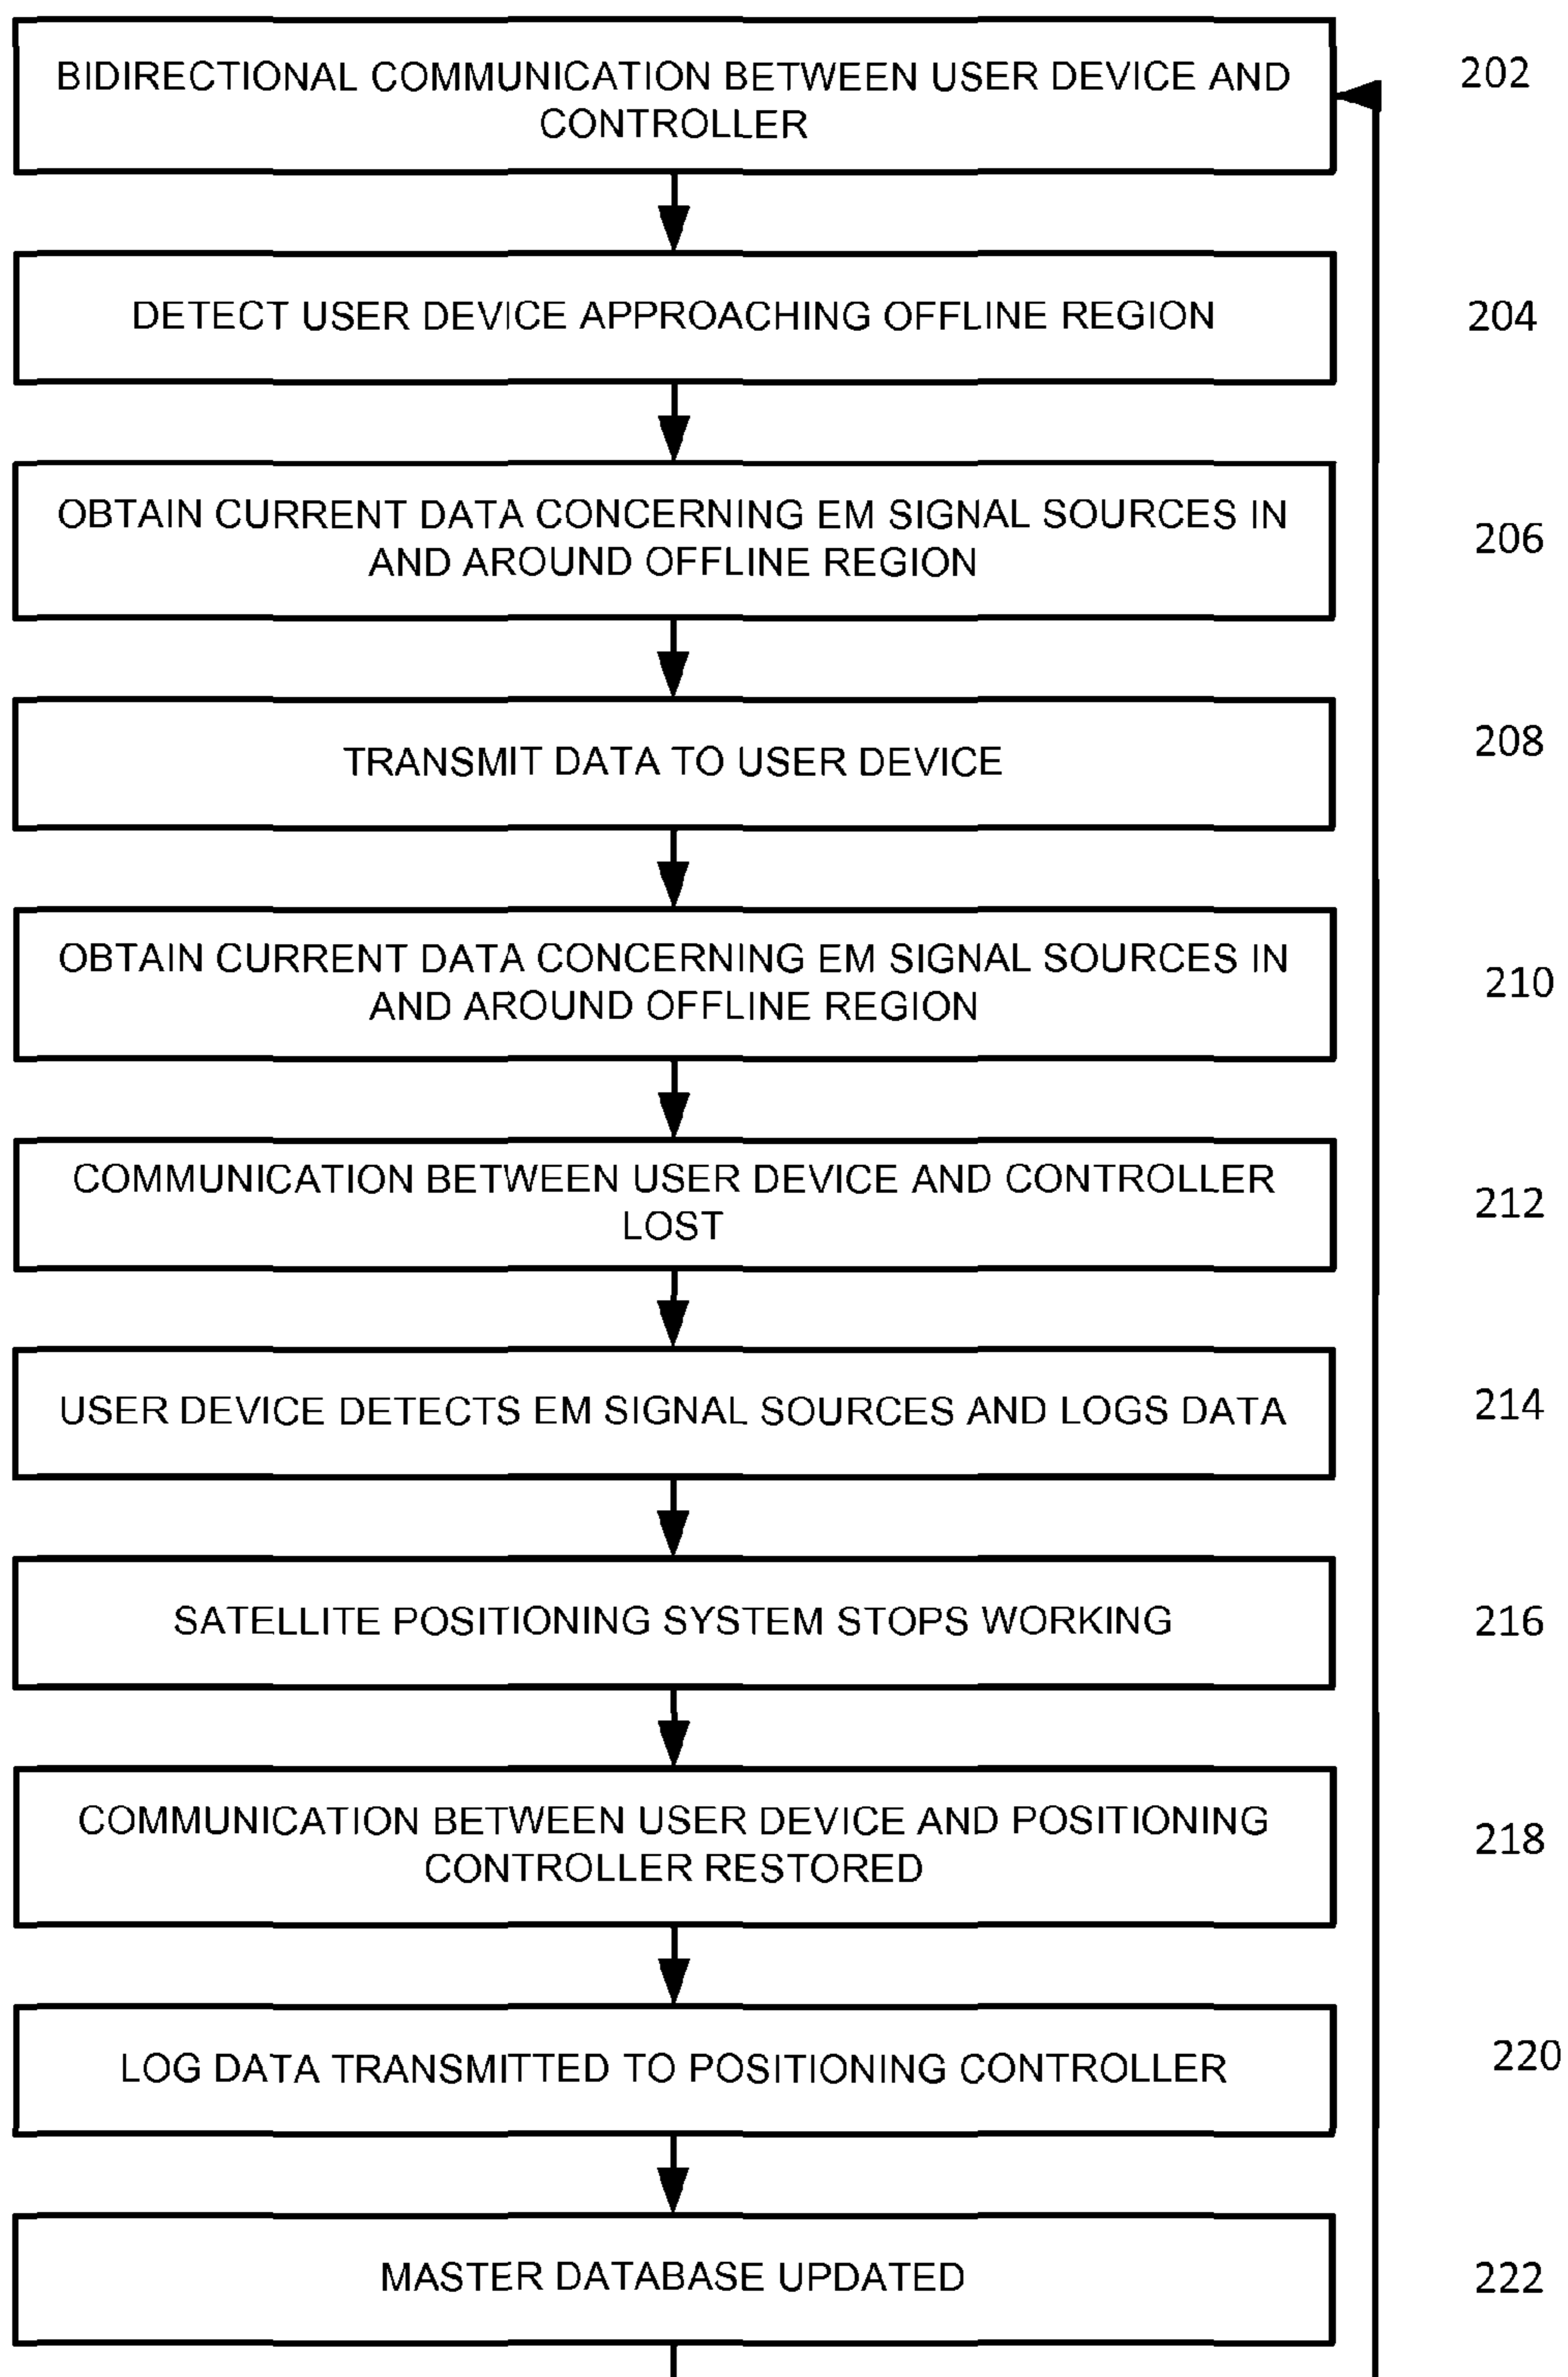 BIDIRECTIONAL COMMUNICATION BETWEEN USER DEVICE AND
CONTROLLER
202
DETECT USER DEVICE APPROACHING OFFLINE REGION
204
OBTAIN CURRENT DATA CONCERNING EM SIGNAL SOURCES IN
AND AROUND OFFLINE REGION
206
TRANSMIT DATA TO USER DEVICE
208
OBTAIN CURRENT DATA CONCERNING EM SIGNAL SOURCES IN
AND AROUND OFFLINE REGION
210
COMMUNICATION BETWEEN USER DEVICE AND CONTROLLER
LOST
212
USER DEVICE DETECTS EM SIGNAL SOURCES AND LOGS DATA
214
SATELLITE POSITIONING SYSTEM STOPS WORKING
216
COMMUNICATION BETWEEN USER DEVICE AND POSITIONING
CONTROLLER RESTORED
218
LOG DATA TRANSMITTED TO POSITIONING CONTROLLER
220
MASTER DATABASE UPDATED
222